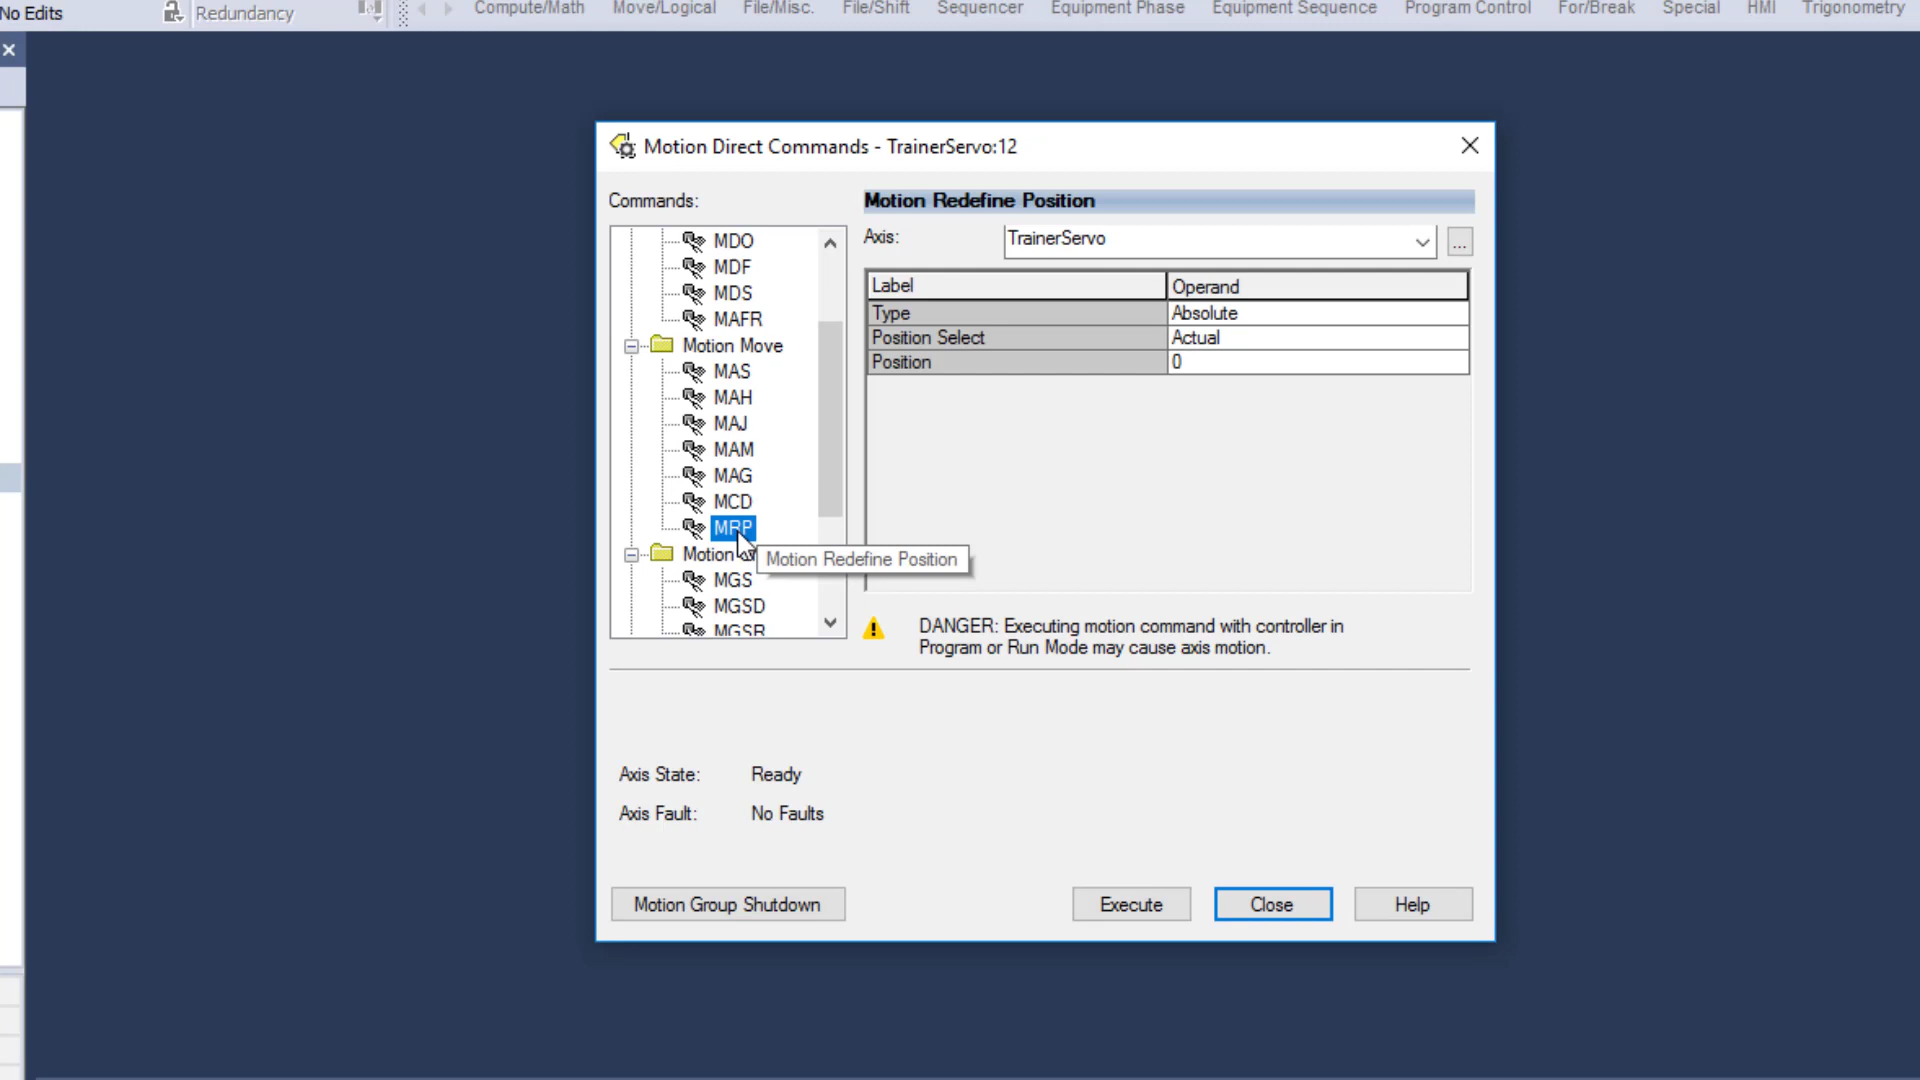 No Edits
Redundancy
Compute/Math Move/Logical File/Misc. File/Shift Sequencer Equipment Phase Equipment Sequence Program Control For/Break Special HMI Trigonometry
Motion Direct Commands - TrainerServo:12
Commands:
MDO
MDF
MDS
MAFR
Motion Move
MAS
MAH
MAJ
MAM
MAG
MCD
MRP
Motion
Motion Redefine Position
MGS
MGSD
MGSR
Motion Redefine Position
Axis:
TrainerServo
...
Label Operand
Type Absolute
Position Select Actual
Position 0
DANGER: Executing motion command with controller in
Program or Run Mode may cause axis motion.
Axis State: Ready
Axis Fault: No Faults
Motion Group Shutdown
Execute
Close
Help